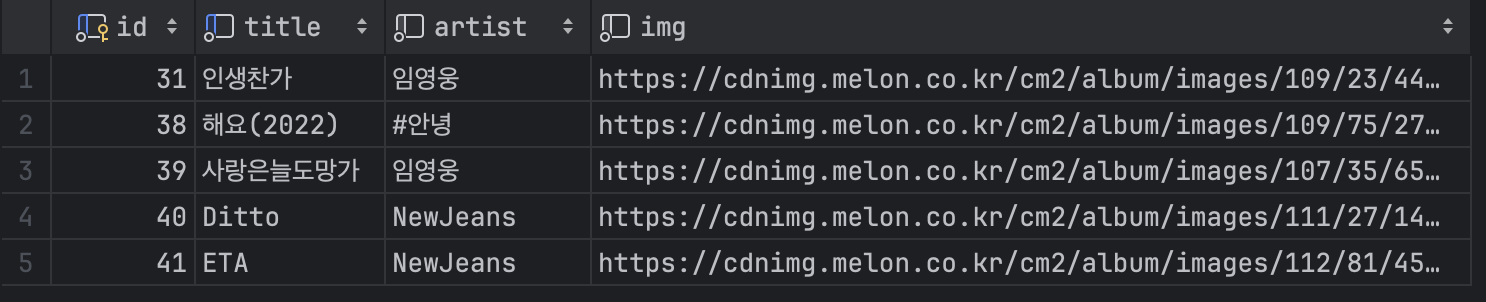 id title artist img
1 31 인생찬가 임영웅 https://cdnimg.melon.co.kr/cm2/album/images/109/23/44…
2 38 해요(2022) #안녕 https://cdnimg.melon.co.kr/cm2/album/images/109/75/27…
3 39 사랑은늘도망가 임영웅 https://cdnimg.melon.co.kr/cm2/album/images/107/35/65…
4 40 Ditto NewJeans https://cdnimg.melon.co.kr/cm2/album/images/111/27/14…
5 41 ETA NewJeans https://cdnimg.melon.co.kr/cm2/album/images/112/81/45…